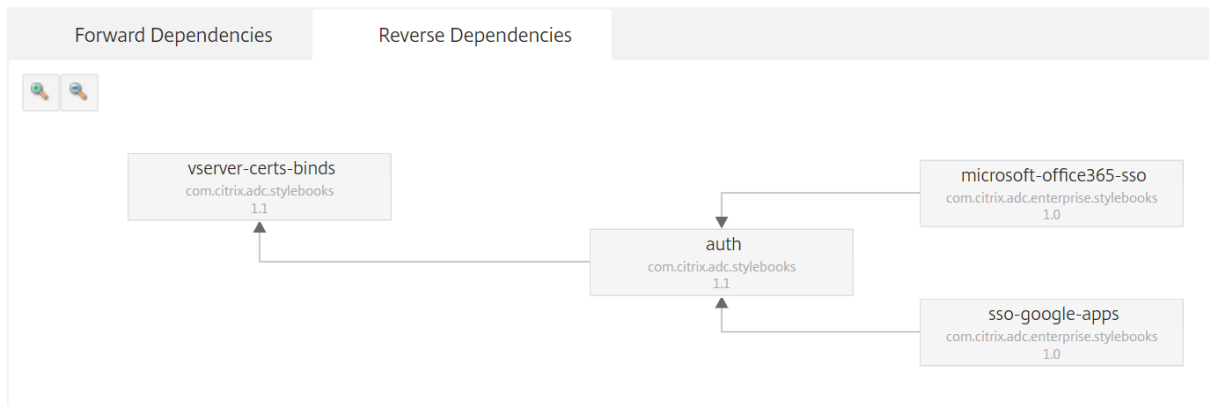 Forward Dependencies
Reverse Dependencies
vserver-certs-binds
com.citrix.adc.stylebooks
1.1
microsoft-office365-sso
com.citrix.adc.enterprise.stylebooks
1.0
auth
com.citrix.adc.stylebooks
1.1
sso-google-apps
com.citrix.adc.enterprise.stylebooks
1.0